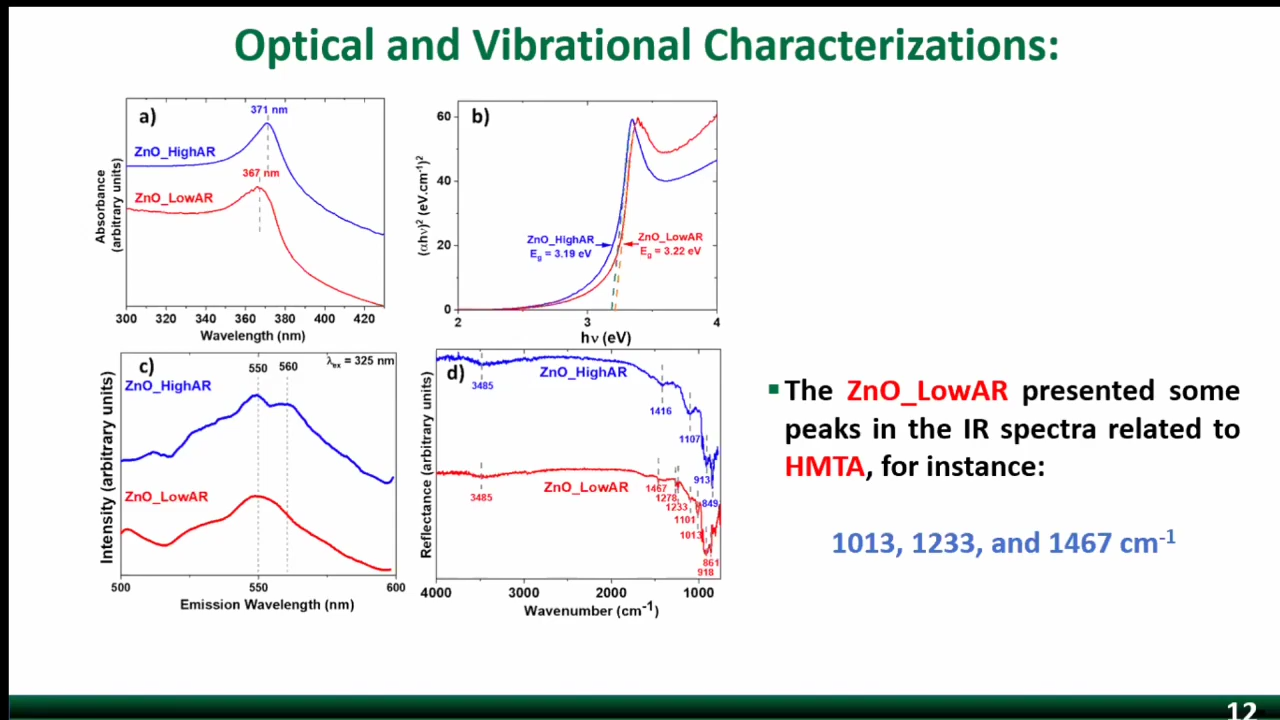 Optical and Vibrational Characterizations:
a)
371 nm
ZnO_HighAR
367 nm
ZnO_LowAR
Absorbance
(arbitrary units)
300 320 340 360 380 400 420
Wavelength (nm)
b)
60
40
20
0
(αhν)² (eV.cm⁻¹)²
ZnO_HighAR
Eg = 3.19 eV
ZnO_LowAR
Eg = 3.22 eV
2 3 4
hν (eV)
c)
550 560
λex = 325 nm
ZnO_HighAR
ZnO_LowAR
Intensity (arbitrary units)
500 550 600
Emission Wavelength (nm)
d)
ZnO_HighAR
3485
1416
1107
913
849
ZnO_LowAR
3485
1467
1278
1233
1101
1013
861
918
Reflectance (arbitrary units)
4000 3000 2000 1000
Wavenumber (cm⁻¹)
▪ The ZnO_LowAR presented some
peaks in the IR spectra related to
HMTA, for instance:
1013, 1233, and 1467 cm⁻¹
12